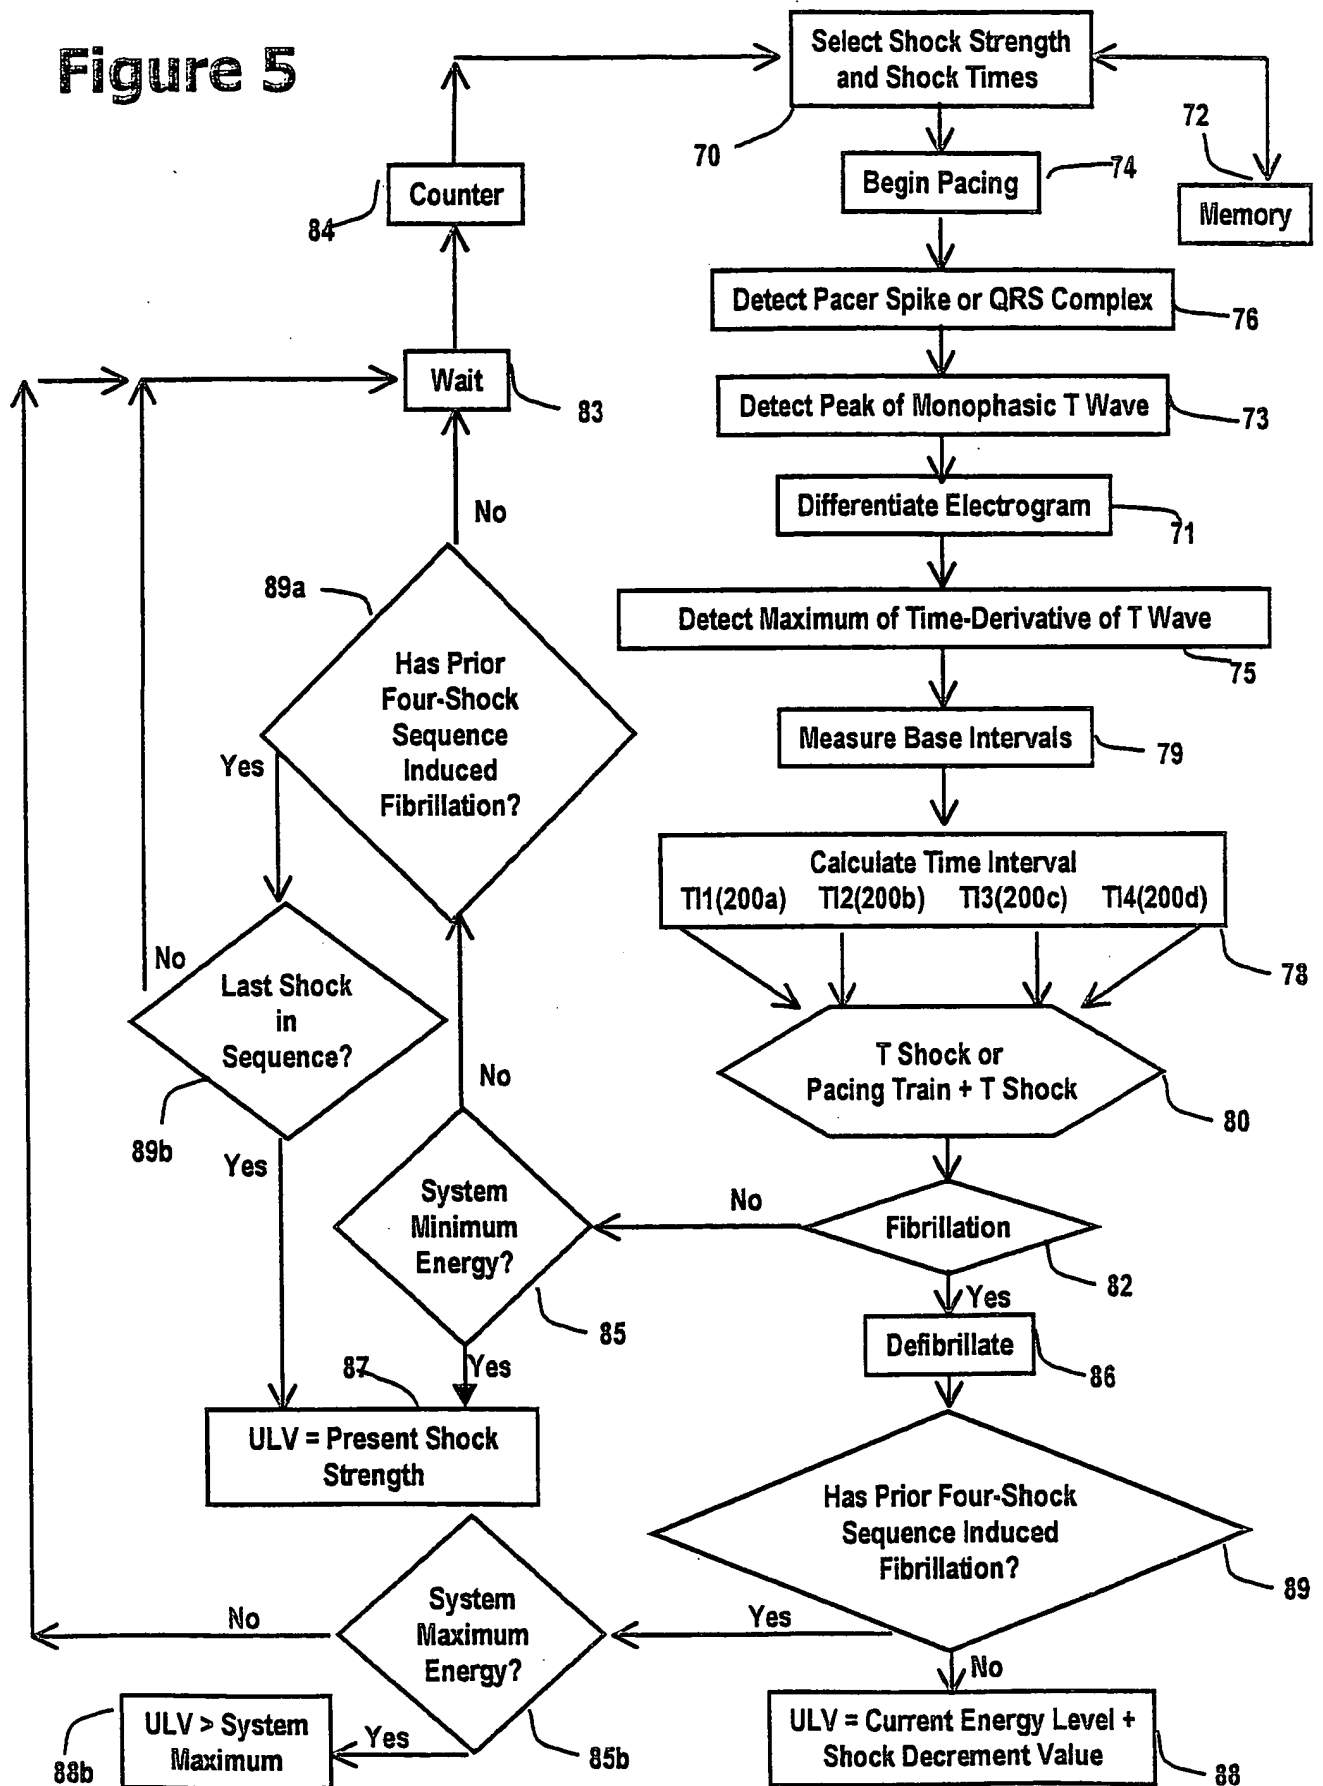 Figure 5
Select Shock Strength
and Shock Times
70
72
Memory
Begin Pacing
74
Counter
84
Detect Pacer Spike or QRS Complex
76
Wait
83
Detect Peak of Monophasic T Wave
73
Differentiate Electrogram
71
No
89a
Has Prior
Four-Shock
Sequence
Induced
Fibrillation?
Yes
Detect Maximum of Time-Derivative of T Wave
75
Measure Base Intervals
79
Calculate Time Interval
TI1(200a) TI2(200b) TI3(200c) TI4(200d)
78
No
Last Shock
in
Sequence?
89b
Yes
No
T Shock or
Pacing Train + T Shock
80
System
Minimum
Energy?
85
No
Fibrillation
82
Yes
Defibrillate
86
87
Yes
ULV = Present Shock
Strength
Has Prior Four-Shock
Sequence Induced
Fibrillation?
89
System
Maximum
Energy?
85b
No
Yes
No
ULV > System
Maximum
88b
Yes
ULV = Current Energy Level +
Shock Decrement Value
88